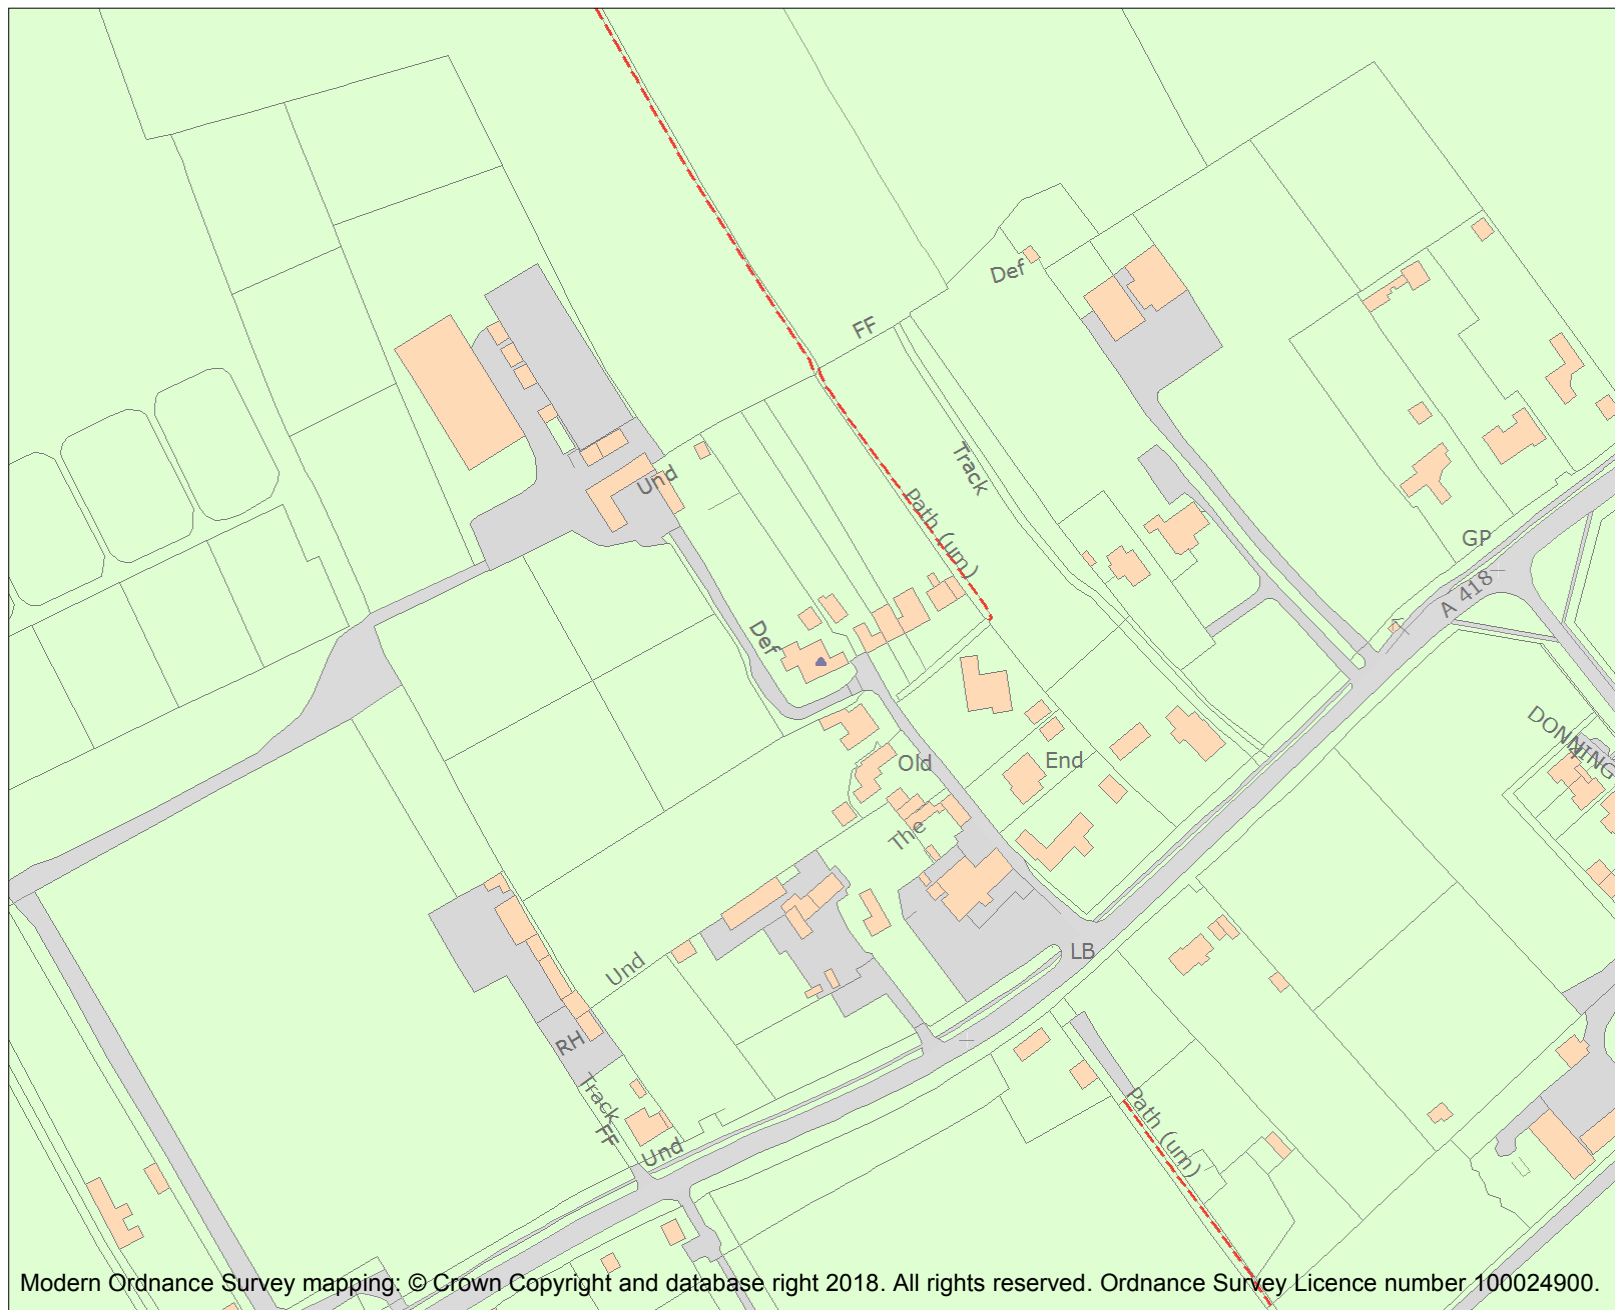 Def
FF
Track
Und
Path (um)
GP
A 418
Def
DONNING
Old
End
The
LB
Und
RH
Track
FF
Und
Path (um)
Modern Ordnance Survey mapping: © Crown Copyright and database right 2018. All rights reserved. Ordnance Survey Licence number 100024900.